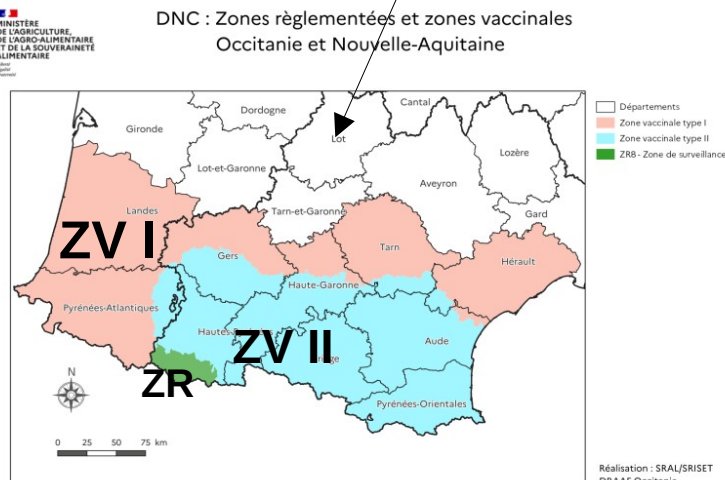 MINISTÈRE
DE L'AGRICULTURE,
DE L'AGRO-ALIMENTAIRE
ET DE LA SOUVERAINETÉ
ALIMENTAIRE
DNC : Zones règlementées et zones vaccinales
Occitanie et Nouvelle-Aquitaine
Départements
Zone vaccinale type I
Zone vaccinale type II
ZR8 - Zone de surveillance
Dordogne
Cantal
Gironde
Lot
Lot-et-Garonne
Lozère
Aveyron
Landes
Tarn-et-Garonne
Gard
ZV I
Gers
Tarn
Hérault
Haute-Garonne
Pyrénées-Atlantiques
Hautes-
ZV II
Aude
ZR
Pyrénées-Orientales
N
0 25 50 75 km
Réalisation : SRAL/SRISET
DRAAF Occitanie